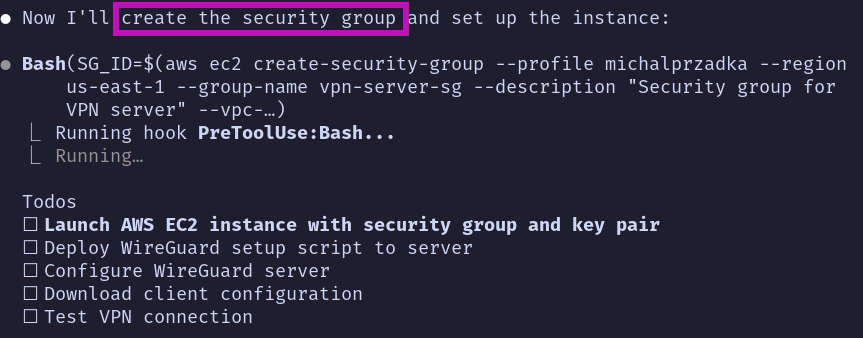 ● Now I'll create the security group and set up the instance:
● Bash(SG_ID=$(aws ec2 create-security-group --profile michalprzadka --region
us-east-1 --group-name vpn-server-sg --description "Security group for
VPN server" --vpc-…)
⎿ Running hook PreToolUse:Bash...
⎿ Running…
Todos
☐ Launch AWS EC2 instance with security group and key pair
☐ Deploy WireGuard setup script to server
☐ Configure WireGuard server
☐ Download client configuration
☐ Test VPN connection